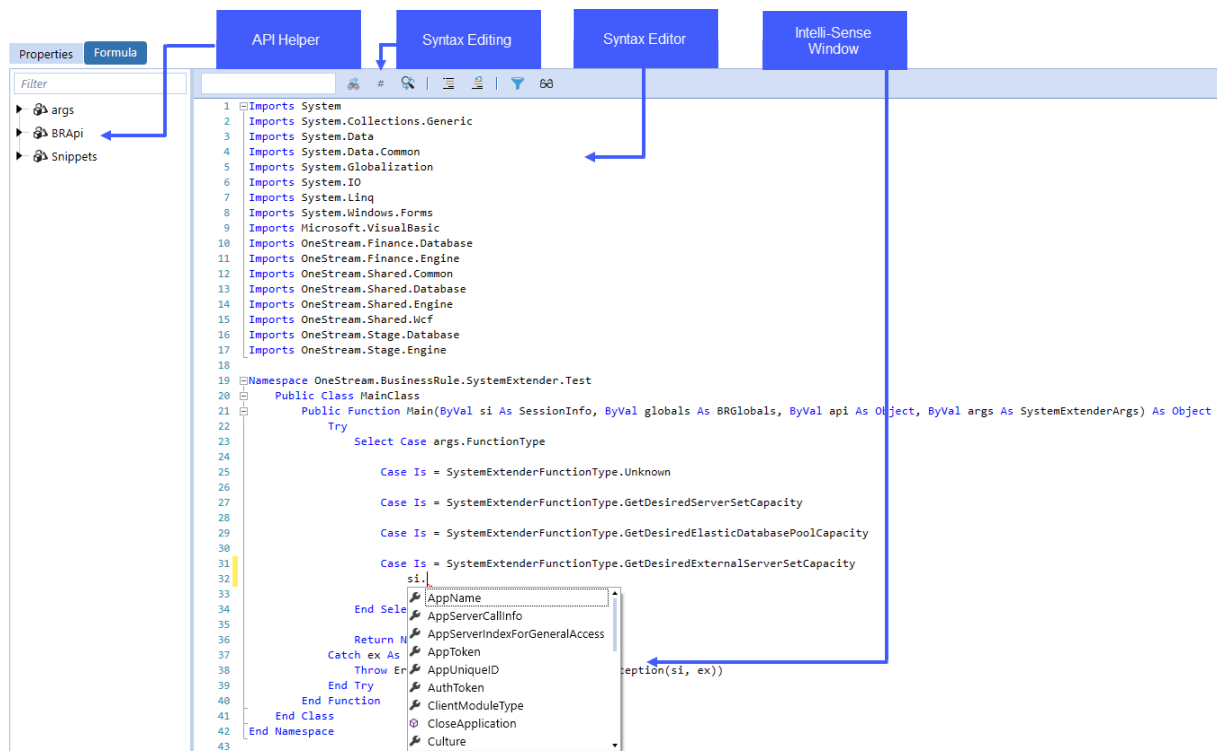 API Helper
Syntax Editing
Syntax Editor
Intelli-Sense
Window
Properties
Formula
Filter
args
BRApi
Snippets
#
1 Imports System
2 Imports System.Collections.Generic
3 Imports System.Data
4 Imports System.Data.Common
5 Imports System.Globalization
6 Imports System.IO
7 Imports System.Linq
8 Imports System.Windows.Forms
9 Imports Microsoft.VisualBasic
10 Imports OneStream.Finance.Database
11 Imports OneStream.Finance.Engine
12 Imports OneStream.Shared.Common
13 Imports OneStream.Shared.Database
14 Imports OneStream.Shared.Engine
15 Imports OneStream.Shared.Wcf
16 Imports OneStream.Stage.Database
17 Imports OneStream.Stage.Engine
18
19 Namespace OneStream.BusinessRule.SystemExtender.Test
20 Public Class MainClass
21 Public Function Main(ByVal si As SessionInfo, ByVal globals As BRGlobals, ByVal api As Object, ByVal args As SystemExtenderArgs) As Object
22 Try
23 Select Case args.FunctionType
24
25 Case Is = SystemExtenderFunctionType.Unknown
26
27 Case Is = SystemExtenderFunctionType.GetDesiredServerSetCapacity
28
29 Case Is = SystemExtenderFunctionType.GetDesiredElasticDatabasePoolCapacity
30
31 Case Is = SystemExtenderFunctionType.GetDesiredExternalServerSetCapacity
32 si.
33
34 End Sele
35
36 Return N
37 Catch ex As
38 Throw Er ception(si, ex))
39 End Try
40 End Function
41 End Class
42 End Namespace
43
AppName
AppServerCallInfo
AppServerIndexForGeneralAccess
AppToken
AppUniqueID
AuthToken
ClientModuleType
CloseApplication
Culture